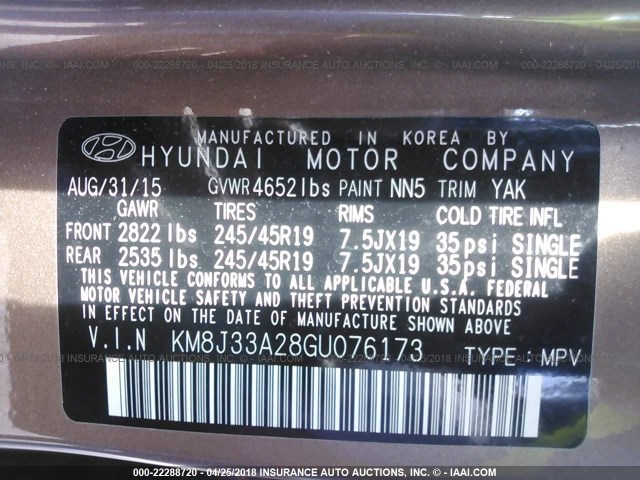 000-22288720 - 04/25/2018 INSURANCE AUTO AUCTIONS - IAAI.COM
MANUFACTURED IN KOREA BY
HYUNDAI MOTOR COMPANY
AUG/31/15 GVWR 4652lbs PAINT NN5 TRIM YAK
GAWR TIRES RIMS COLD TIRE INFL
FRONT 2822 lbs 245/45R19 7.5JX19 35psi SINGLE
REAR 2535 lbs 245/45R19 7.5JX19 35psi SINGLE
THIS VEHICLE CONFORMS TO ALL APPLICABLE U.S.A. FEDERAL
MOTOR VEHICLE SAFETY AND THEFT PREVENTION STANDARDS
IN EFFECT ON THE DATE OF MANUFACTURE SHOWN ABOVE.
V.I.N KM8J33A28GU076173 TYPE: MPV
000-22288720 - 04/25/2018 INSURANCE AUTO AUCTIONS - IAAI.COM